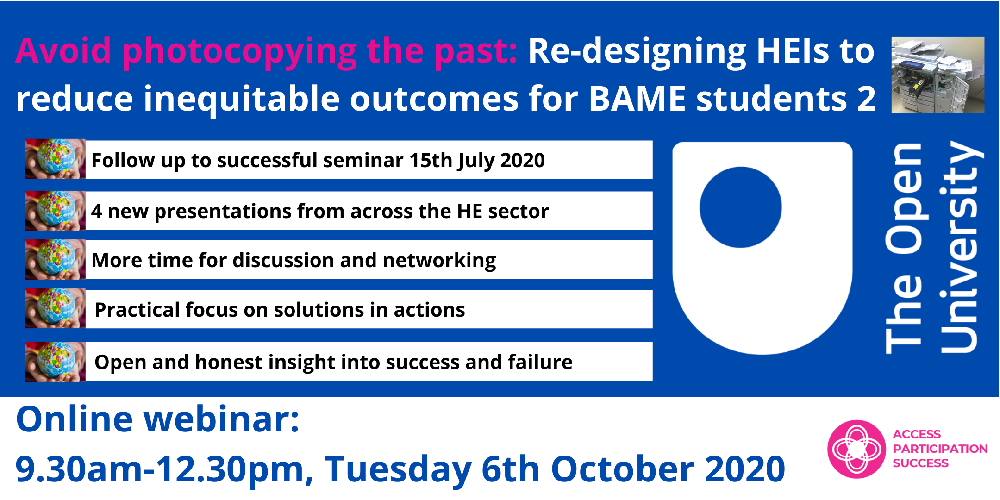 Avoid photocopying the past: Re-designing HEIs to
reduce inequitable outcomes for BAME students 2
Follow up to successful seminar 15th July 2020
4 new presentations from across the HE sector
More time for discussion and networking
Practical focus on solutions in actions
Open and honest insight into success and failure
The Open
University
Online webinar:
9.30am-12.30pm, Tuesday 6th October 2020
ACCESS
PARTICIPATION
SUCCESS